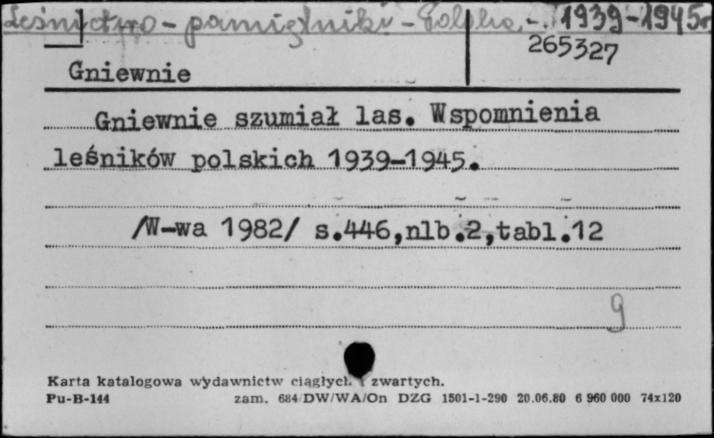 Leśnictwo - pamiętniki - Polska - 1939-1945r
265327
Gniewnie
Gniewnie szumiał las. Wspomnienia
leśników polskich 1939-1945.
/W-wa 1982/ s.446,nlb.2,tabl.12
g
Karta katalogowa wydawnictw ciągłych i zwartych.
Pu-B-144 zam. 684/DW/WA/On DZG 1501-1-290 20.06.80 6 960 000 74x120